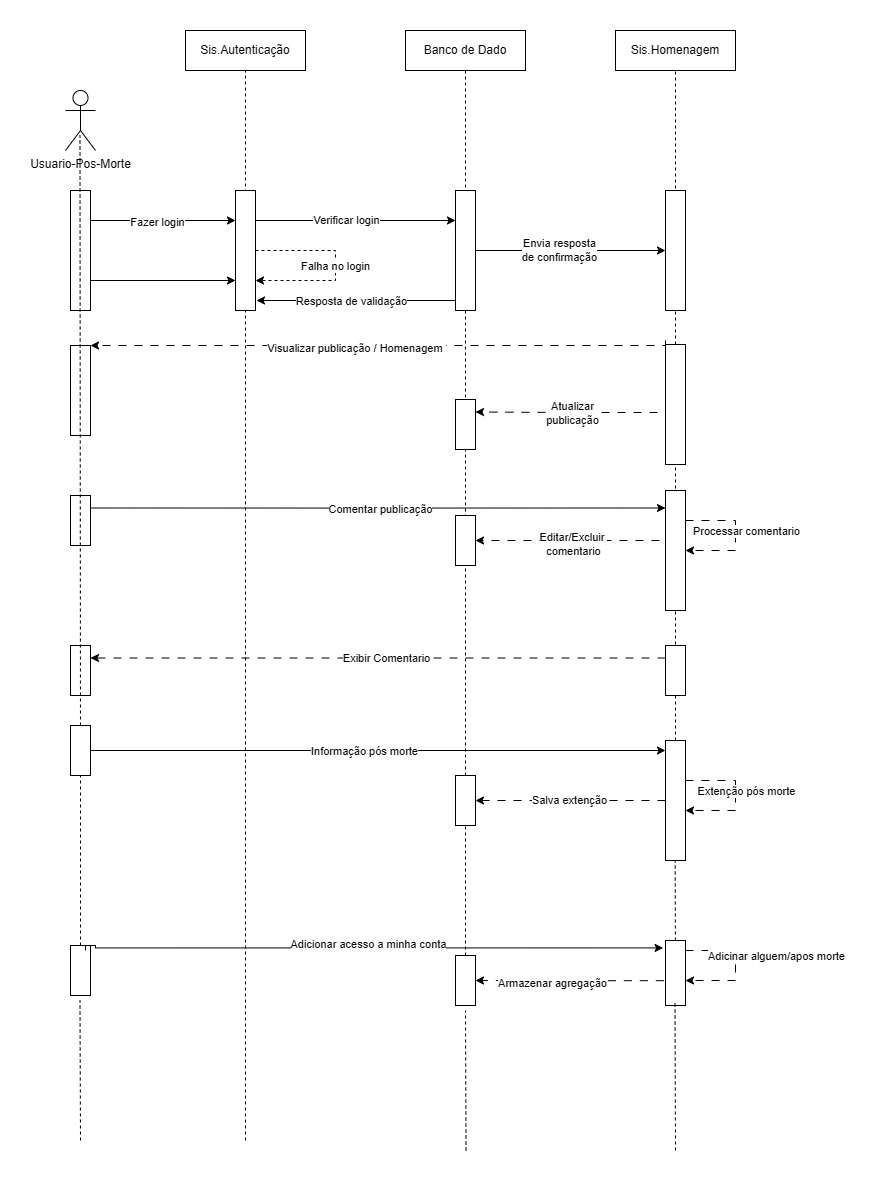 Sis.Autenticação
Banco de Dado
Sis.Homenagem
Usuario-Pos-Morte
Fazer login
Verificar login
Envia resposta
de confirmação
Falha no login
Resposta de validação
Visualizar publicação / Homenagem
Atualizar
publicação
Comentar publicação
Processar comentario
Editar/Excluir
comentario
Exibir Comentario
Informação pós morte
Extenção pós morte
Salva extenção
Adicionar acesso a minha conta
Adicinar alguem/apos morte
Armazenar agregação